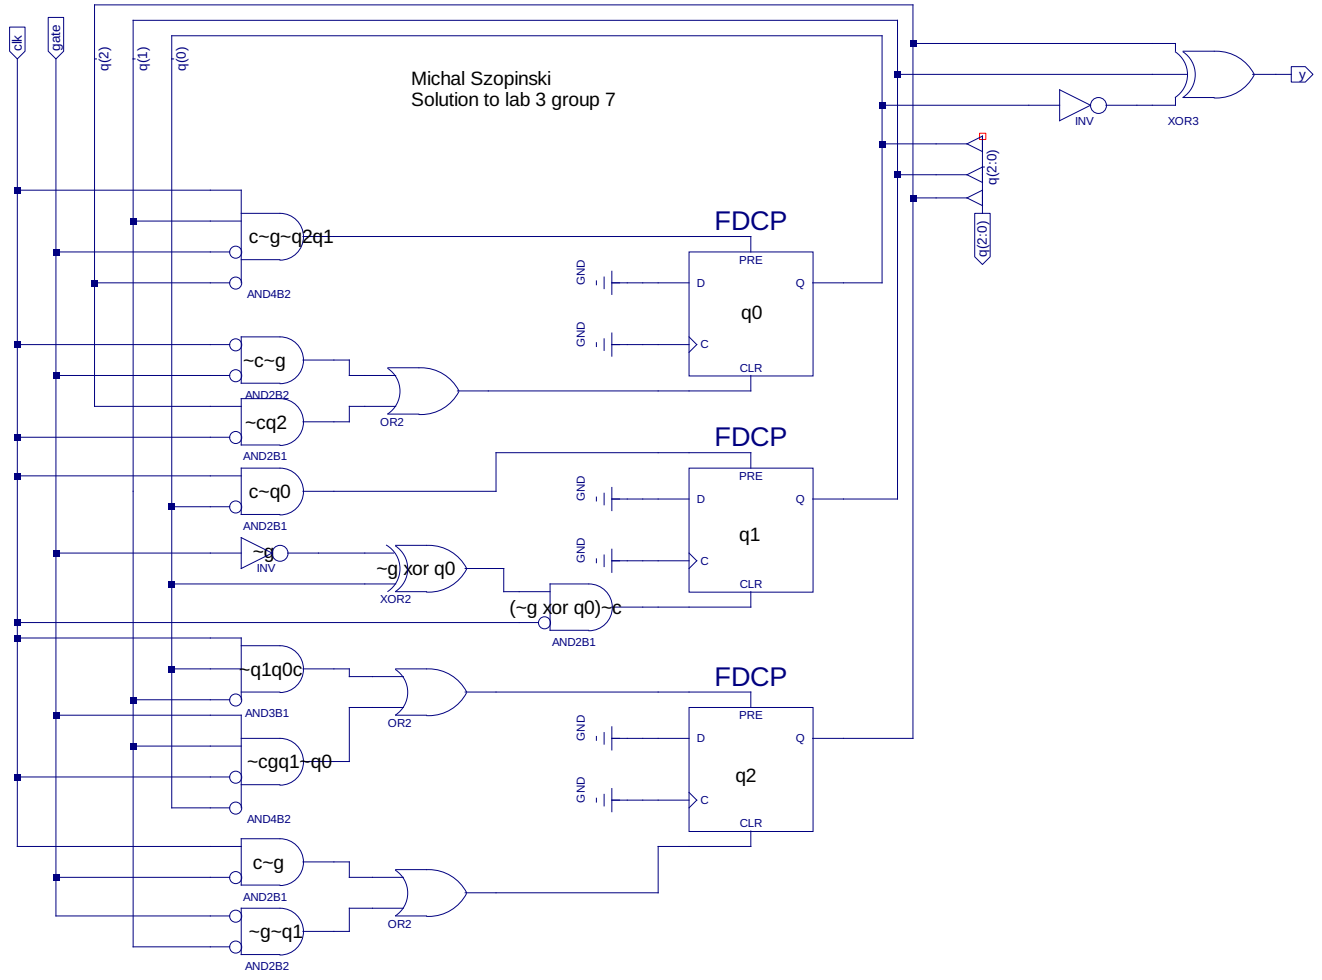 clk
gate
q(2)
q(1)
q(0)
Michal Szopinski
Solution to lab 3 group 7
INV
XOR3
y
q(2:0)
q(2:0)
c~g~q2q1
AND4B2
FDCP
PRE
GND
D
Q
q0
GND
C
CLR
~c~g
AND2B2
OR2
~cq2
AND2B1
FDCP
PRE
c~q0
AND2B1
GND
D
Q
q1
GND
C
CLR
~g
INV
~g xor q0
XOR2
(~g xor q0)~c
AND2B1
~q1q0c
AND3B1
OR2
FDCP
PRE
GND
D
Q
q2
GND
C
CLR
~cgq1~q0
AND4B2
c~g
AND2B1
OR2
~g~q1
AND2B2